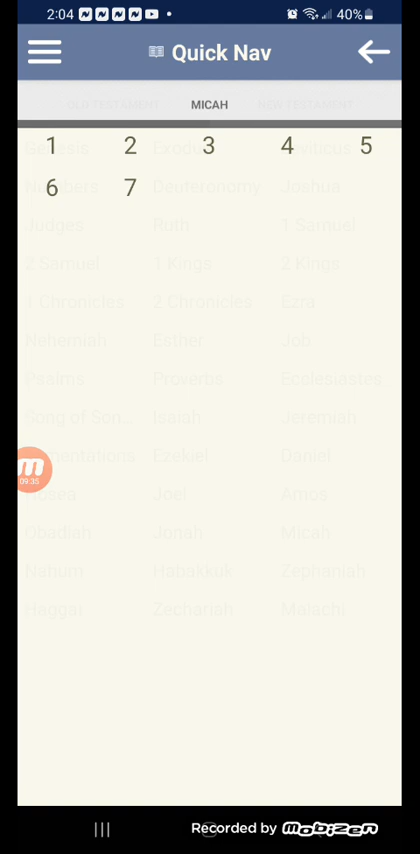 2:04 40%
Quick Nav
OLD TESTAMENT MICAH NEW TESTAMENT
1 2 3 4 5
Genesis Exodus Leviticus
6 7
Numbers Deuteronomy Joshua
Judges Ruth 1 Samuel
2 Samuel 1 Kings 2 Kings
1 Chronicles 2 Chronicles Ezra
Nehemiah Esther Job
Psalms Proverbs Ecclesiastes
Song of Son... Isaiah Jeremiah
Lamentations Ezekiel Daniel
09:35
Hosea Joel Amos
Obadiah Jonah Micah
Nahum Habakkuk Zephaniah
Haggai Zechariah Malachi
Recorded by Mobizen